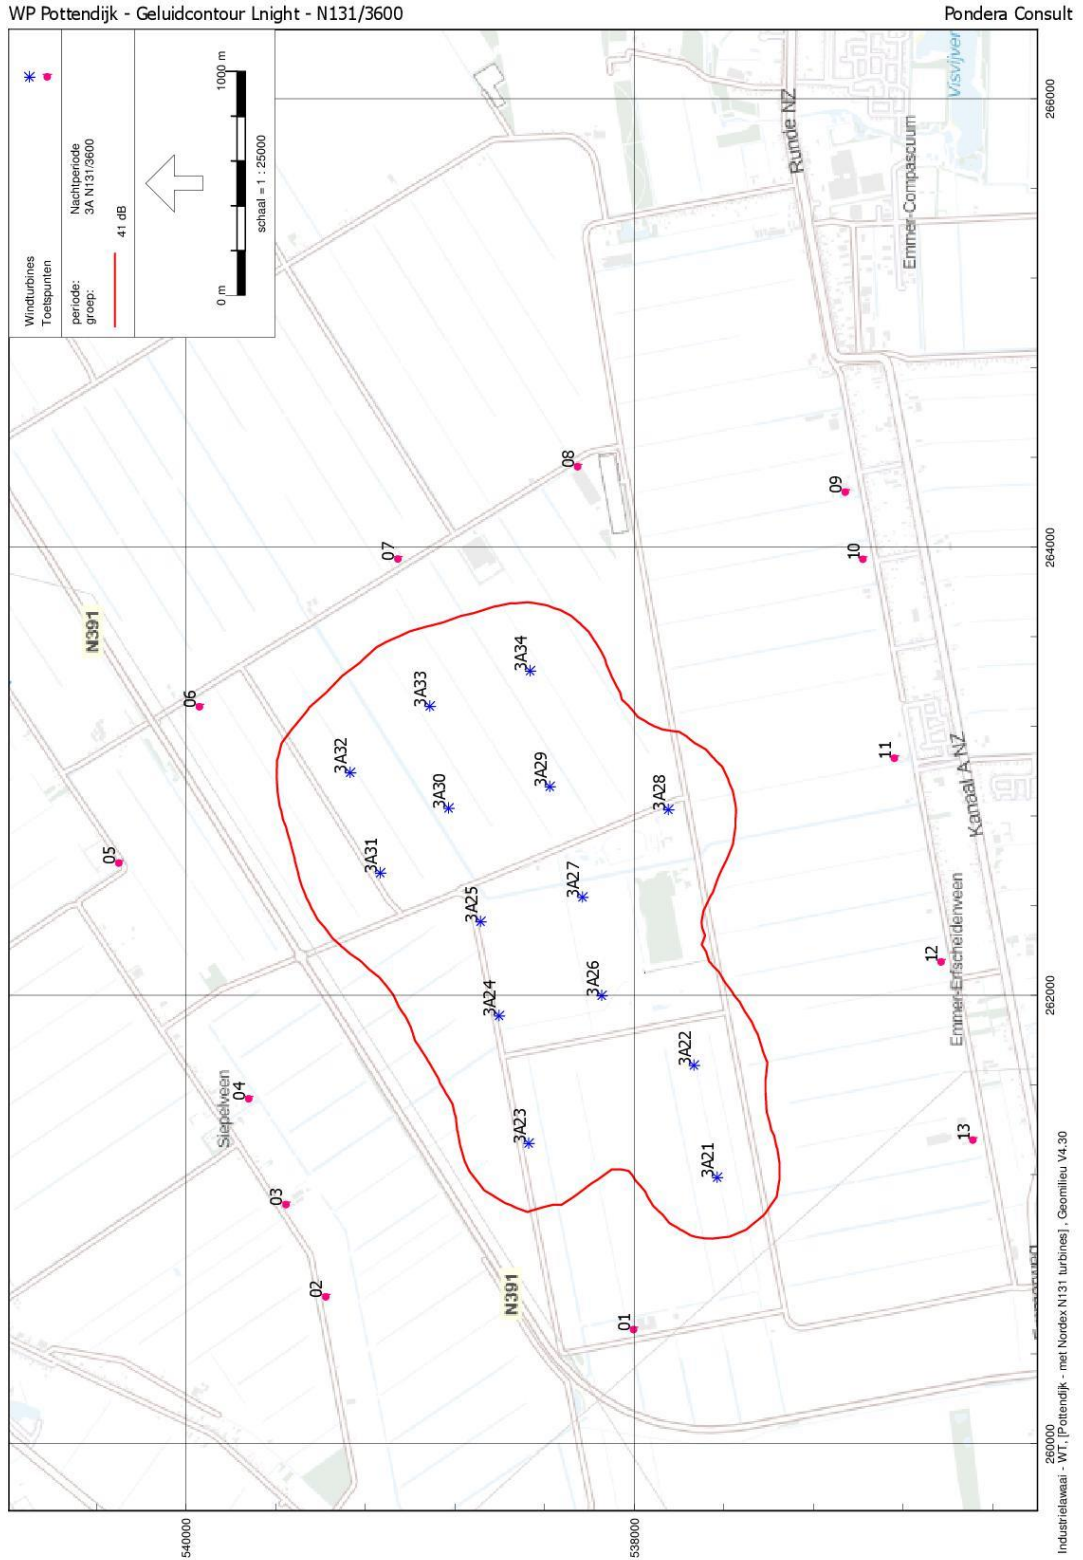 WP Pottendijk - Geluidcontour Lnight - N131/3600
Pondera Consult
Windturbines
Toetspunten
periode: Nachtperiode
groep: 3A N131/3600
41 dB
0 m 1000 m
schaal = 1 : 25000
N391
06
05
07
08
3A34
3A33
3A32
3A29
3A30
3A28
3A31
3A27
3A25
3A26
3A24
3A22
3A23
3A21
Siepelveen
04
03
02
01
N391
Runde NZ
Visvijver
Emmer-Compascuum
09
10
11
Kanaal A NZ
12
Emmer-Erfscheidenveen
13
540000
538000
260000
262000
264000
266000
Industrielawaai - WT, [Pottendijk - met Nordex N131 turbines] , Geomilieu V4.30